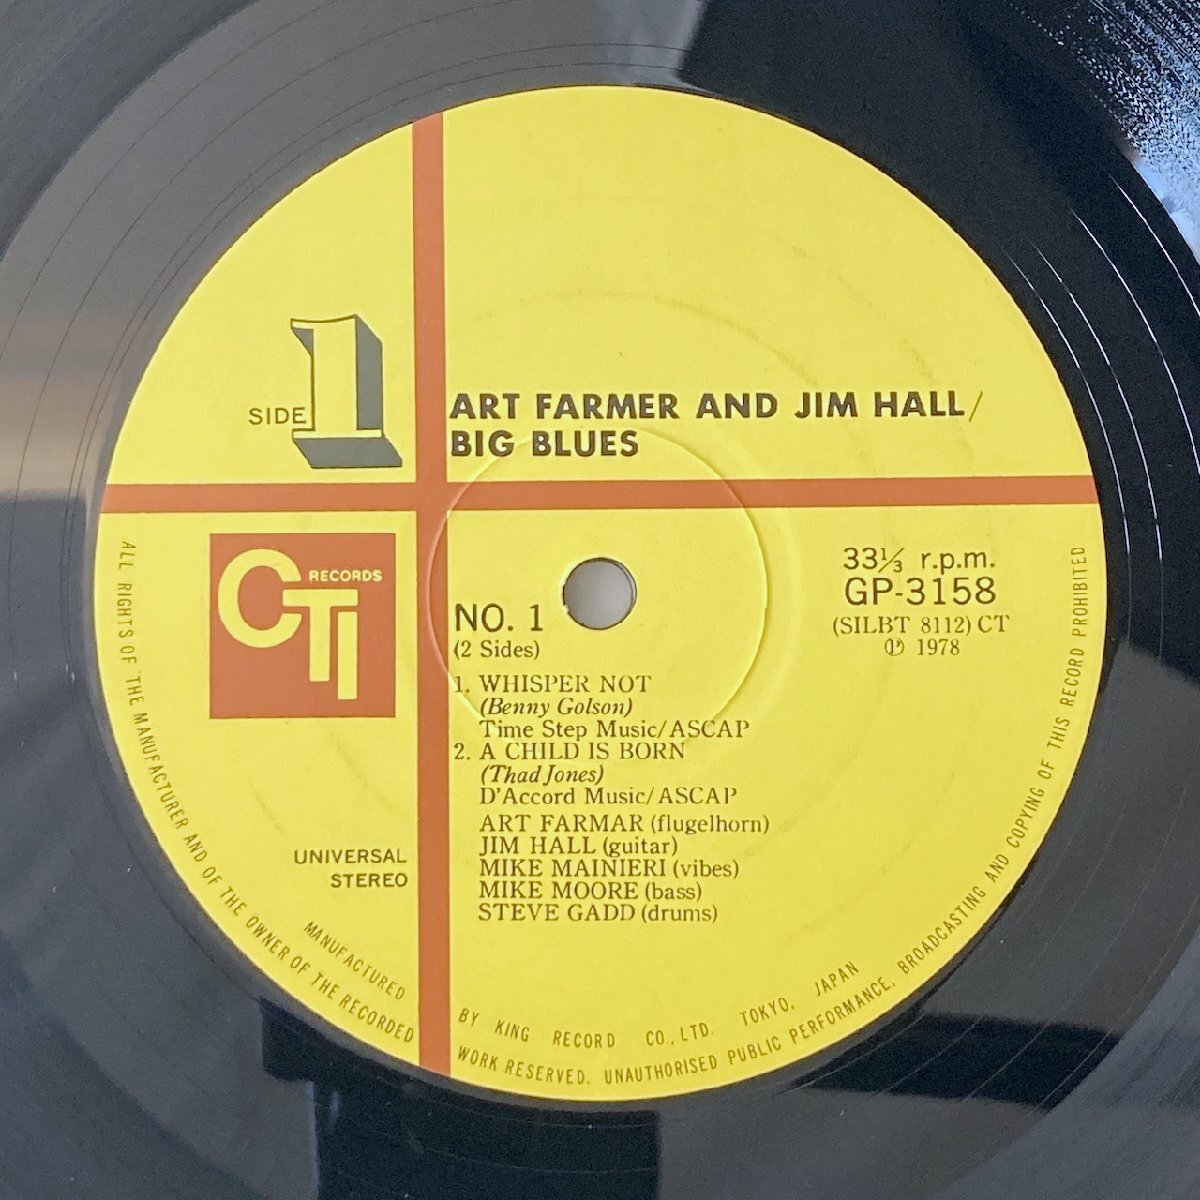 SIDE 1
ART FARMER AND JIM HALL/
BIG BLUES
CTI RECORDS
33⅓ r.p.m.
GP-3158
(SILBT 8112) CT
Ⓟ 1978
NO. 1
(2 Sides)
1. WHISPER NOT
(Benny Golson)
Time Step Music/ASCAP
2. A CHILD IS BORN
(Thad Jones)
D'Accord Music/ASCAP
ART FARMAR (flugelhorn)
JIM HALL (guitar)
MIKE MAINIERI (vibes)
MIKE MOORE (bass)
STEVE GADD (drums)
UNIVERSAL
STEREO
MANUFACTURED BY KING RECORD CO., LTD. TOKYO, JAPAN
ALL RIGHTS OF THE MANUFACTURER AND OF THE OWNER OF THE RECORDED WORK RESERVED. UNAUTHORISED PUBLIC PERFORMANCE, BROADCASTING AND COPYING OF THIS RECORD PROHIBITED